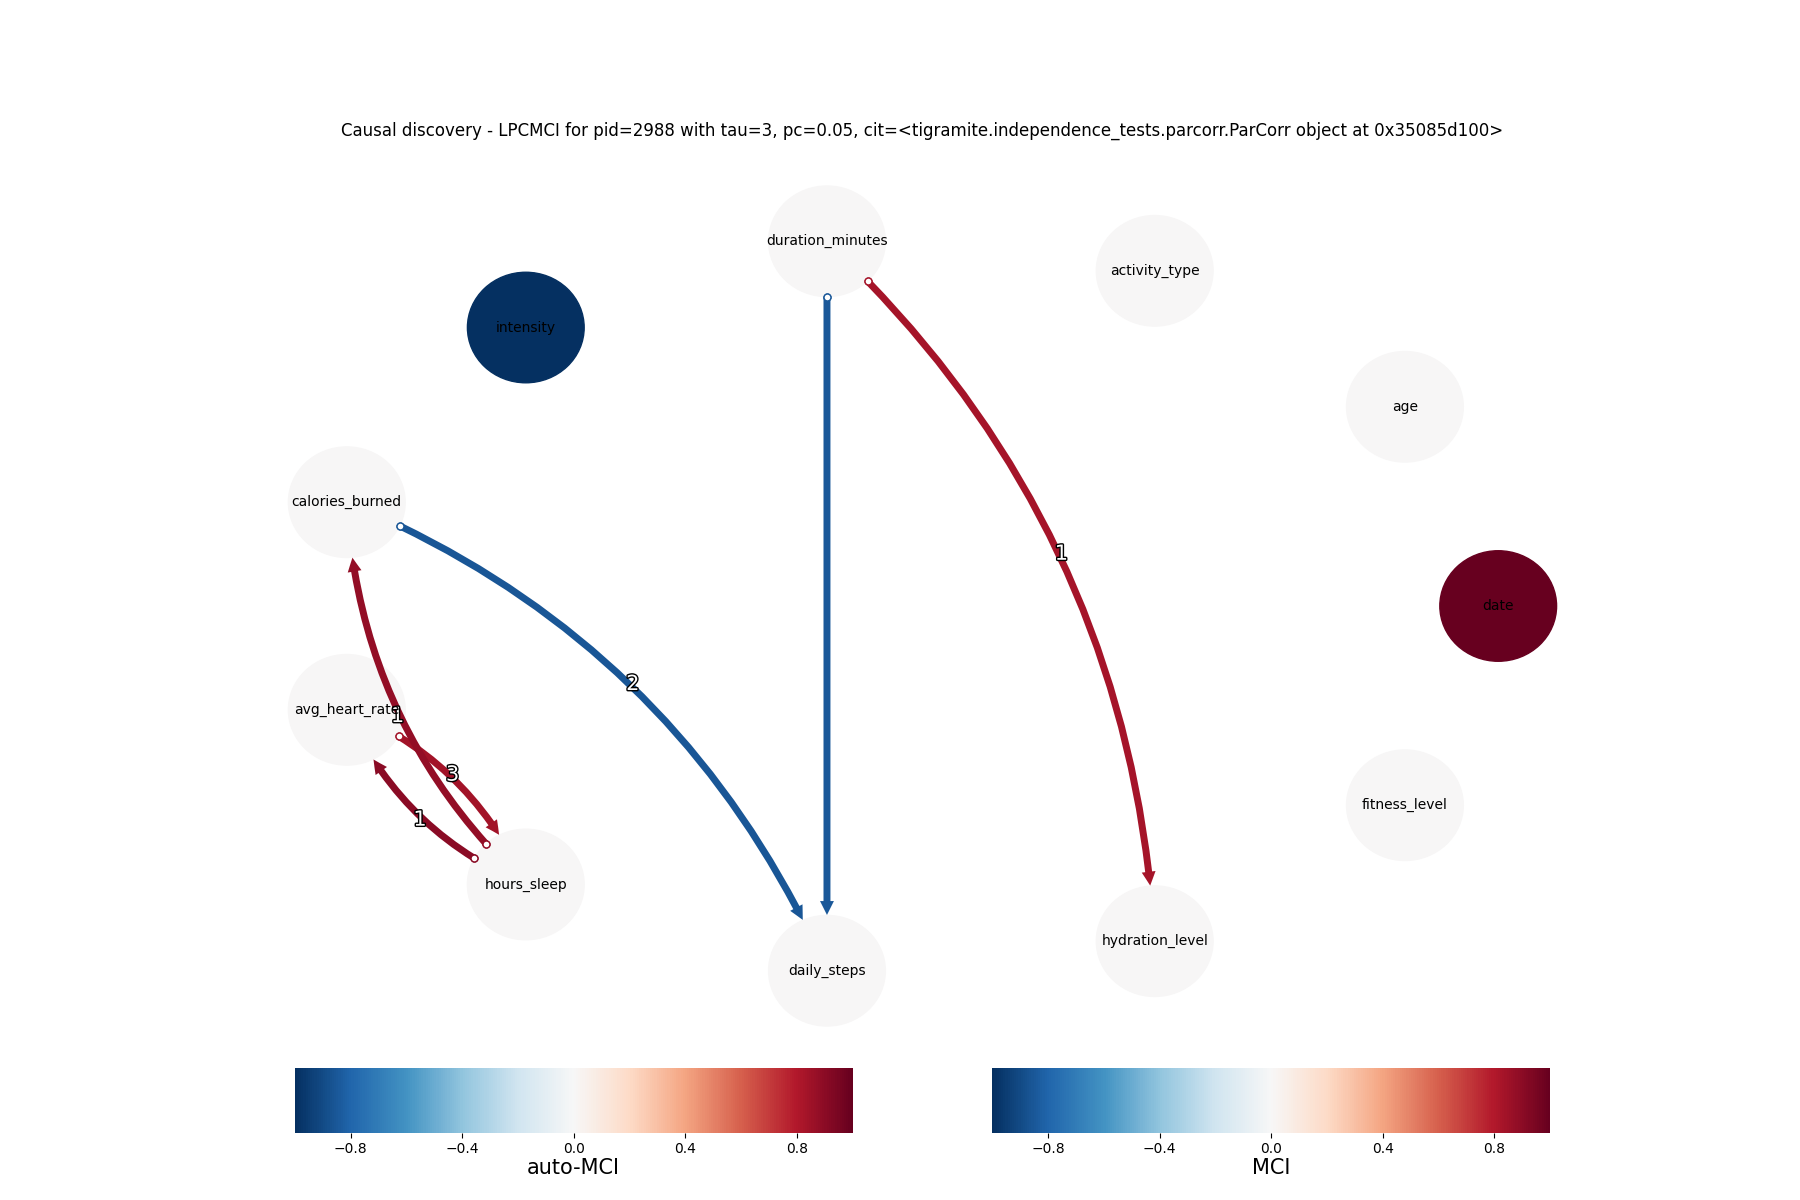 Causal discovery - LPCMCI for pid=2988 with tau=3, pc=0.05, cit=<tigramite.independence_tests.parcorr.ParCorr object at 0x35085d100>
duration_minutes
activity_type
intensity
age
calories_burned
1
date
2
avg_heart_rate
1
3
1
fitness_level
hours_sleep
hydration_level
daily_steps
−0.8 −0.4 0.0 0.4 0.8
auto-MCI
−0.8 −0.4 0.0 0.4 0.8
MCI